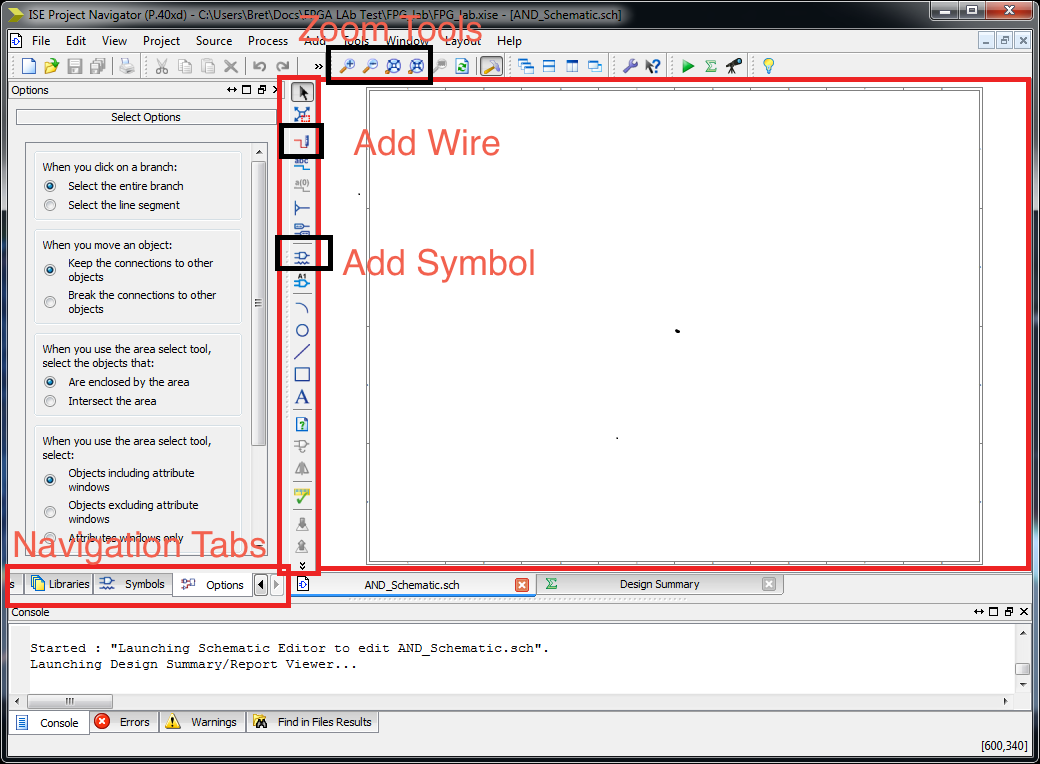 ISE Project Navigator (P.40xd) - C:\Users\Bret\Docs\FPGA LAb Test\FPG_lab\FPG_lab.xise - [AND_Schematic.sch]
File Edit View Project Source Process Add Tools Window Layout Help
Zoom Tools
»
Options
Select Options
When you click on a branch:
Select the entire branch
Select the line segment
When you move an object:
Keep the connections to other
objects
Break the connections to other
objects
When you use the area select tool,
select the objects that:
Are enclosed by the area
Intersect the area
When you use the area select tool,
select:
Objects including attribute
windows
Objects excluding attribute
windows
Attributes windows only
abc
a(0)
A1
A
Add Wire
Add Symbol
Navigation Tabs
s Libraries Symbols Options
AND_Schematic.sch Design Summary
Console
Started : "Launching Schematic Editor to edit AND_Schematic.sch".
Launching Design Summary/Report Viewer...
Console Errors Warnings Find in Files Results
[600,340]